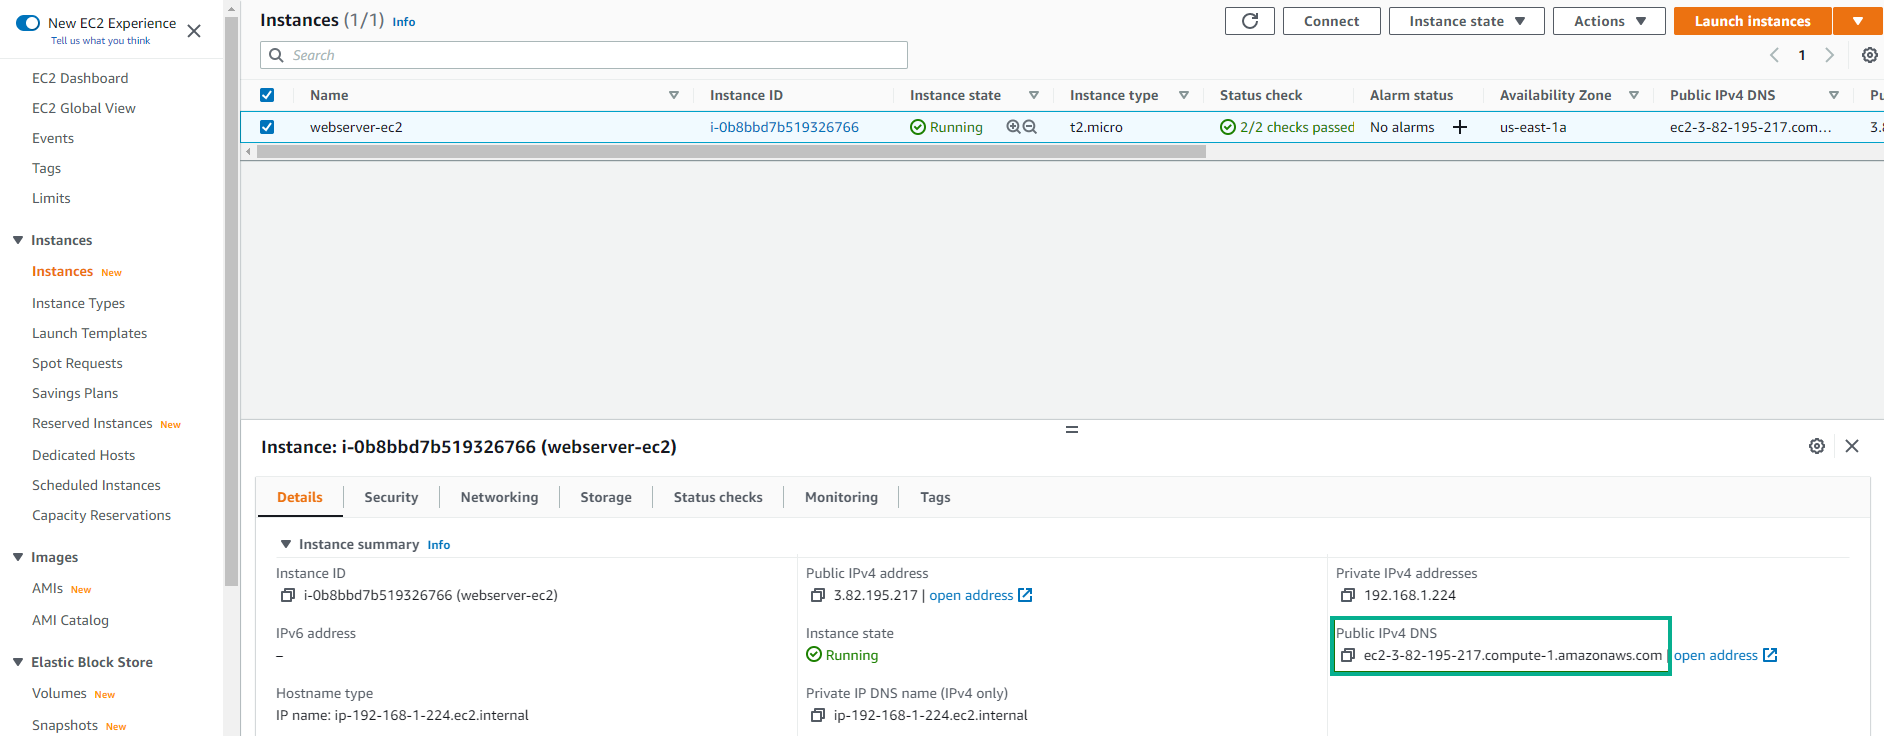 New EC2 Experience
Tell us what you think
EC2 Dashboard
EC2 Global View
Events
Tags
Limits
Instances
Instances New
Instance Types
Launch Templates
Spot Requests
Savings Plans
Reserved Instances New
Dedicated Hosts
Scheduled Instances
Capacity Reservations
Images
AMIs New
AMI Catalog
Elastic Block Store
Volumes New
Snapshots New
Instances (1/1) Info
Connect Instance state Actions Launch instances
Search
1
Name Instance ID Instance state Instance type Status check Alarm status Availability Zone Public IPv4 DNS
webserver-ec2 i-0b8bbd7b519326766 Running t2.micro 2/2 checks passed No alarms + us-east-1a ec2-3-82-195-217.com… 3.
Instance: i-0b8bbd7b519326766 (webserver-ec2)
Details Security Networking Storage Status checks Monitoring Tags
Instance summary Info
Instance ID
i-0b8bbd7b519326766 (webserver-ec2)
Public IPv4 address
3.82.195.217 | open address
Private IPv4 addresses
192.168.1.224
IPv6 address
–
Instance state
Running
Public IPv4 DNS
ec2-3-82-195-217.compute-1.amazonaws.com | open address
Hostname type
IP name: ip-192-168-1-224.ec2.internal
Private IP DNS name (IPv4 only)
ip-192-168-1-224.ec2.internal